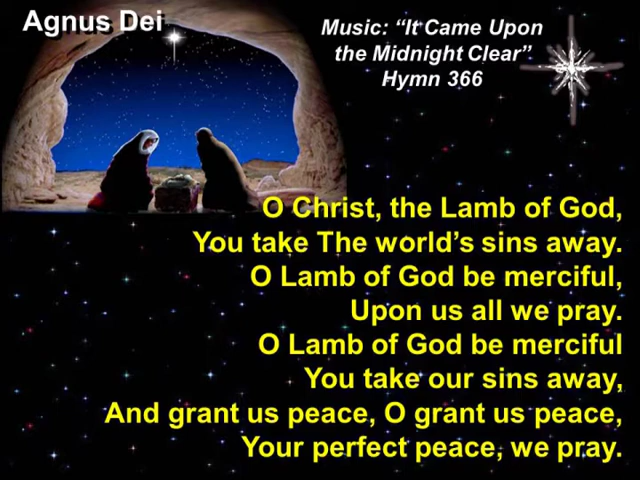 Agnus Dei
Music: “It Came Upon
the Midnight Clear”
Hymn 366
O Christ, the Lamb of God,
You take The world’s sins away.
O Lamb of God be merciful,
Upon us all we pray.
O Lamb of God be merciful
You take our sins away,
And grant us peace, O grant us peace,
Your perfect peace, we pray.